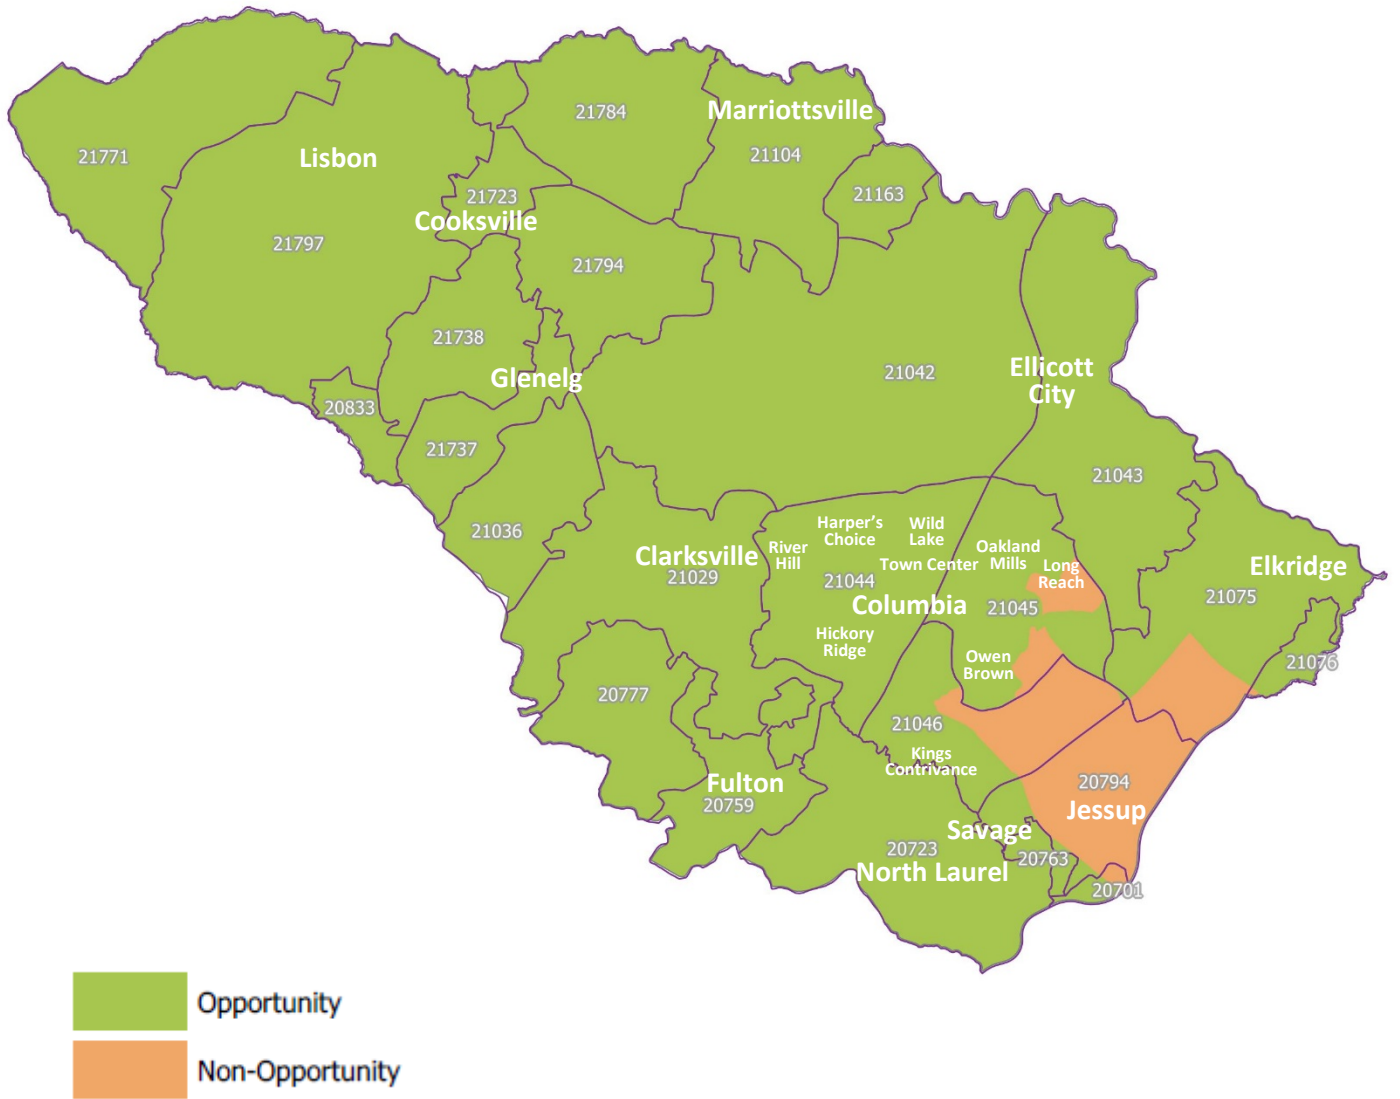 21784
Marriottsville
21771
Lisbon
21104
21723
21163
Cooksville
21797
21794
21738
Glenelg
21042
Ellicott
City
20833
21737
21043
21036
Harper's
Choice
Wild
Lake
River
Hill
Oakland
Mills
Clarksville
21029
21044
Town Center
Long
Reach
Elkridge
21075
Columbia
21045
Hickory
Ridge
Owen
Brown
21076
20777
21046
Kings
Contrivance
Fulton
20759
20794
Jessup
Savage
20723
20763
North Laurel
20701
Opportunity
Non-Opportunity